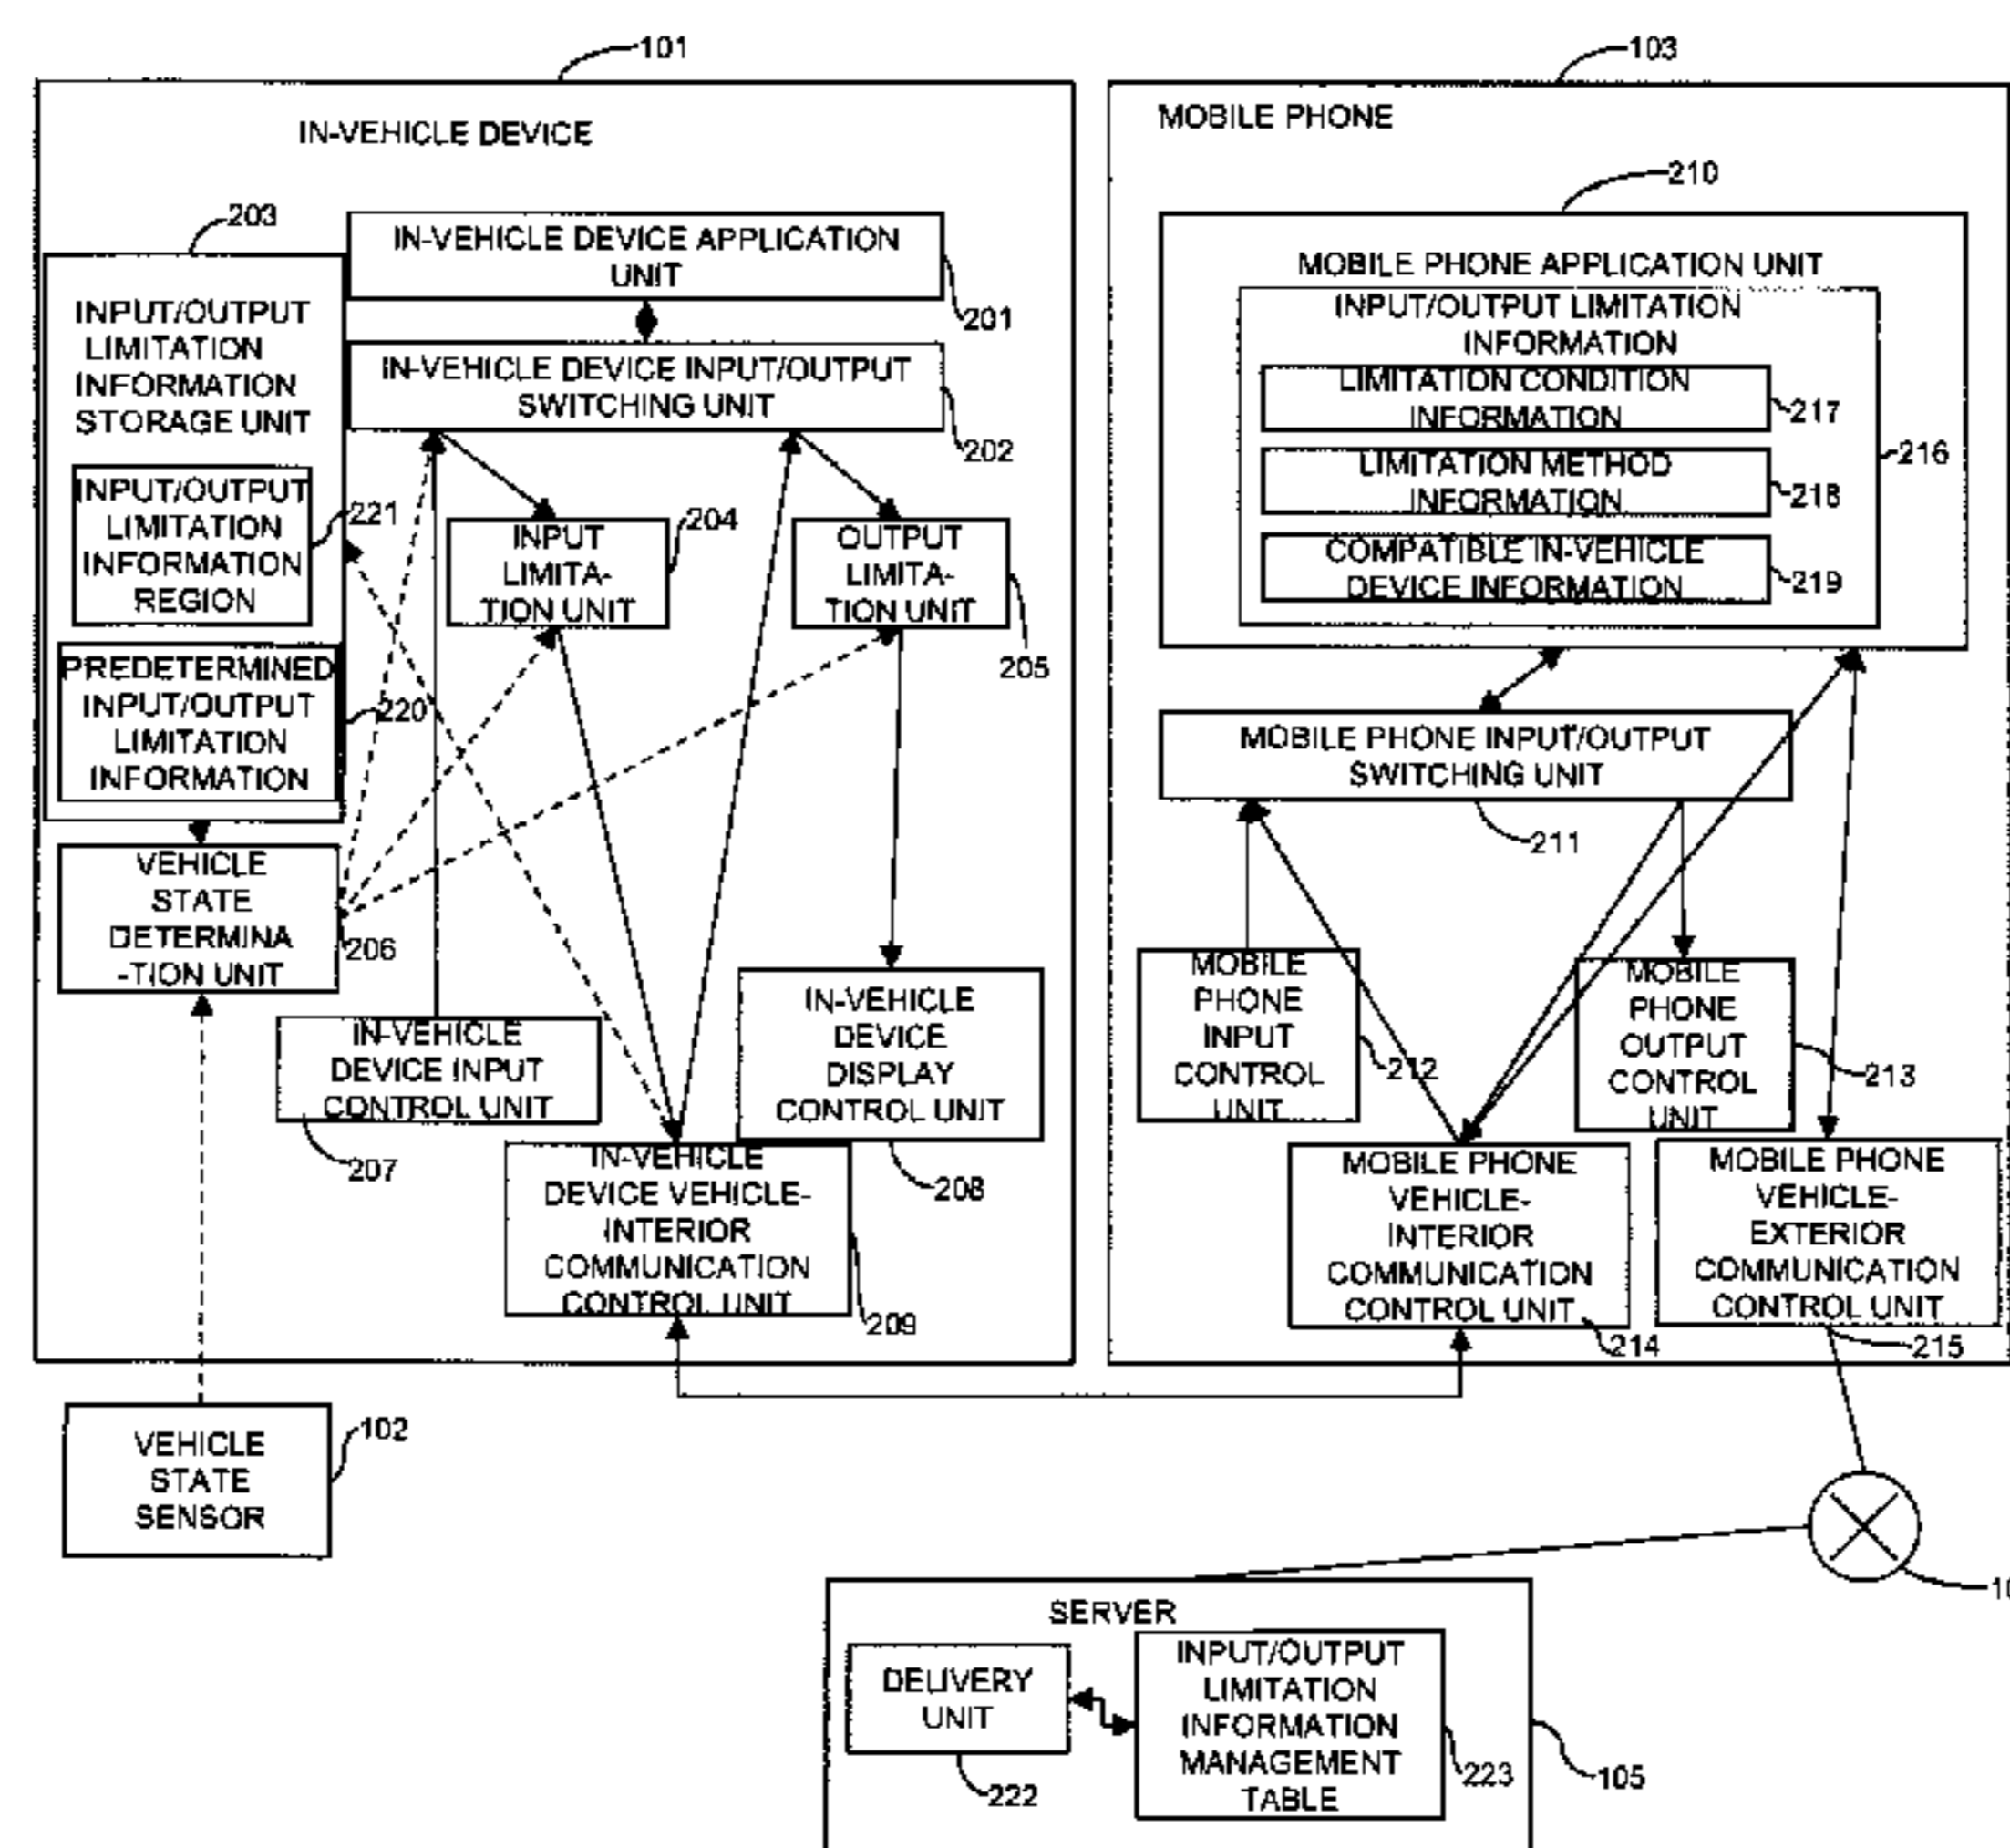 101
IN-VEHICLE DEVICE
203
IN-VEHICLE DEVICE APPLICATION
UNIT
201
INPUT/OUTPUT
LIMITATION
INFORMATION
STORAGE UNIT
IN-VEHICLE DEVICE INPUT/OUTPUT
SWITCHING UNIT
202
INPUT/OUTPUT
LIMITATION
INFORMATION
REGION
221
INPUT
LIMITA-
TION UNIT
204
OUTPUT
LIMITA-
TION UNIT
205
PREDETERMINED
INPUT/OUTPUT
LIMITATION
INFORMATION
220
VEHICLE
STATE
DETERMINA
-TION UNIT
206
IN-VEHICLE
DEVICE INPUT
CONTROL UNIT
207
IN-VEHICLE
DEVICE
DISPLAY
CONTROL UNIT
208
IN-VEHICLE
DEVICE VEHICLE-
INTERIOR
COMMUNICATION
CONTROL UNIT
209
VEHICLE
STATE
SENSOR
102
103
MOBILE PHONE
210
MOBILE PHONE APPLICATION UNIT
INPUT/OUTPUT LIMITATION
INFORMATION
LIMITATION CONDITION
INFORMATION
217
216
LIMITATION METHOD
INFORMATION
218
COMPATIBLE IN-VEHICLE
DEVICE INFORMATION
219
MOBILE PHONE INPUT/OUTPUT
SWITCHING UNIT
211
MOBILE
PHONE
INPUT
CONTROL
UNIT
212
MOBILE
PHONE
OUTPUT
CONTROL
UNIT
213
MOBILE PHONE
VEHICLE-
INTERIOR
COMMUNICATION
CONTROL UNIT
214
MOBILE PHONE
VEHICLE-
EXTERIOR
COMMUNICATION
CONTROL UNIT
215
SERVER
DELIVERY
UNIT
222
INPUT/OUTPUT
LIMITATION
INFORMATION
MANAGEMENT
TABLE
223
105